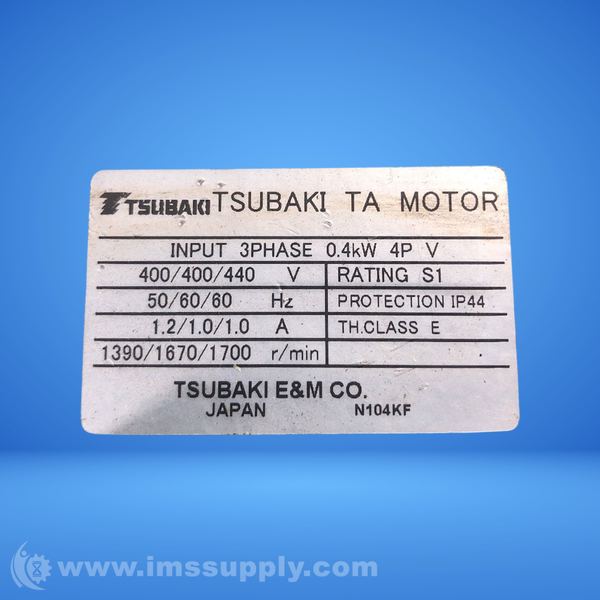 TSUBAKI TSUBAKI TA MOTOR
INPUT 3PHASE 0.4kW 4P V
400/400/440 V RATING S1
50/60/60 Hz PROTECTION IP44
1.2/1.0/1.0 A TH.CLASS E
1390/1670/1700 r/min
TSUBAKI E&M CO.
JAPAN N104KF
www.imssupply.com